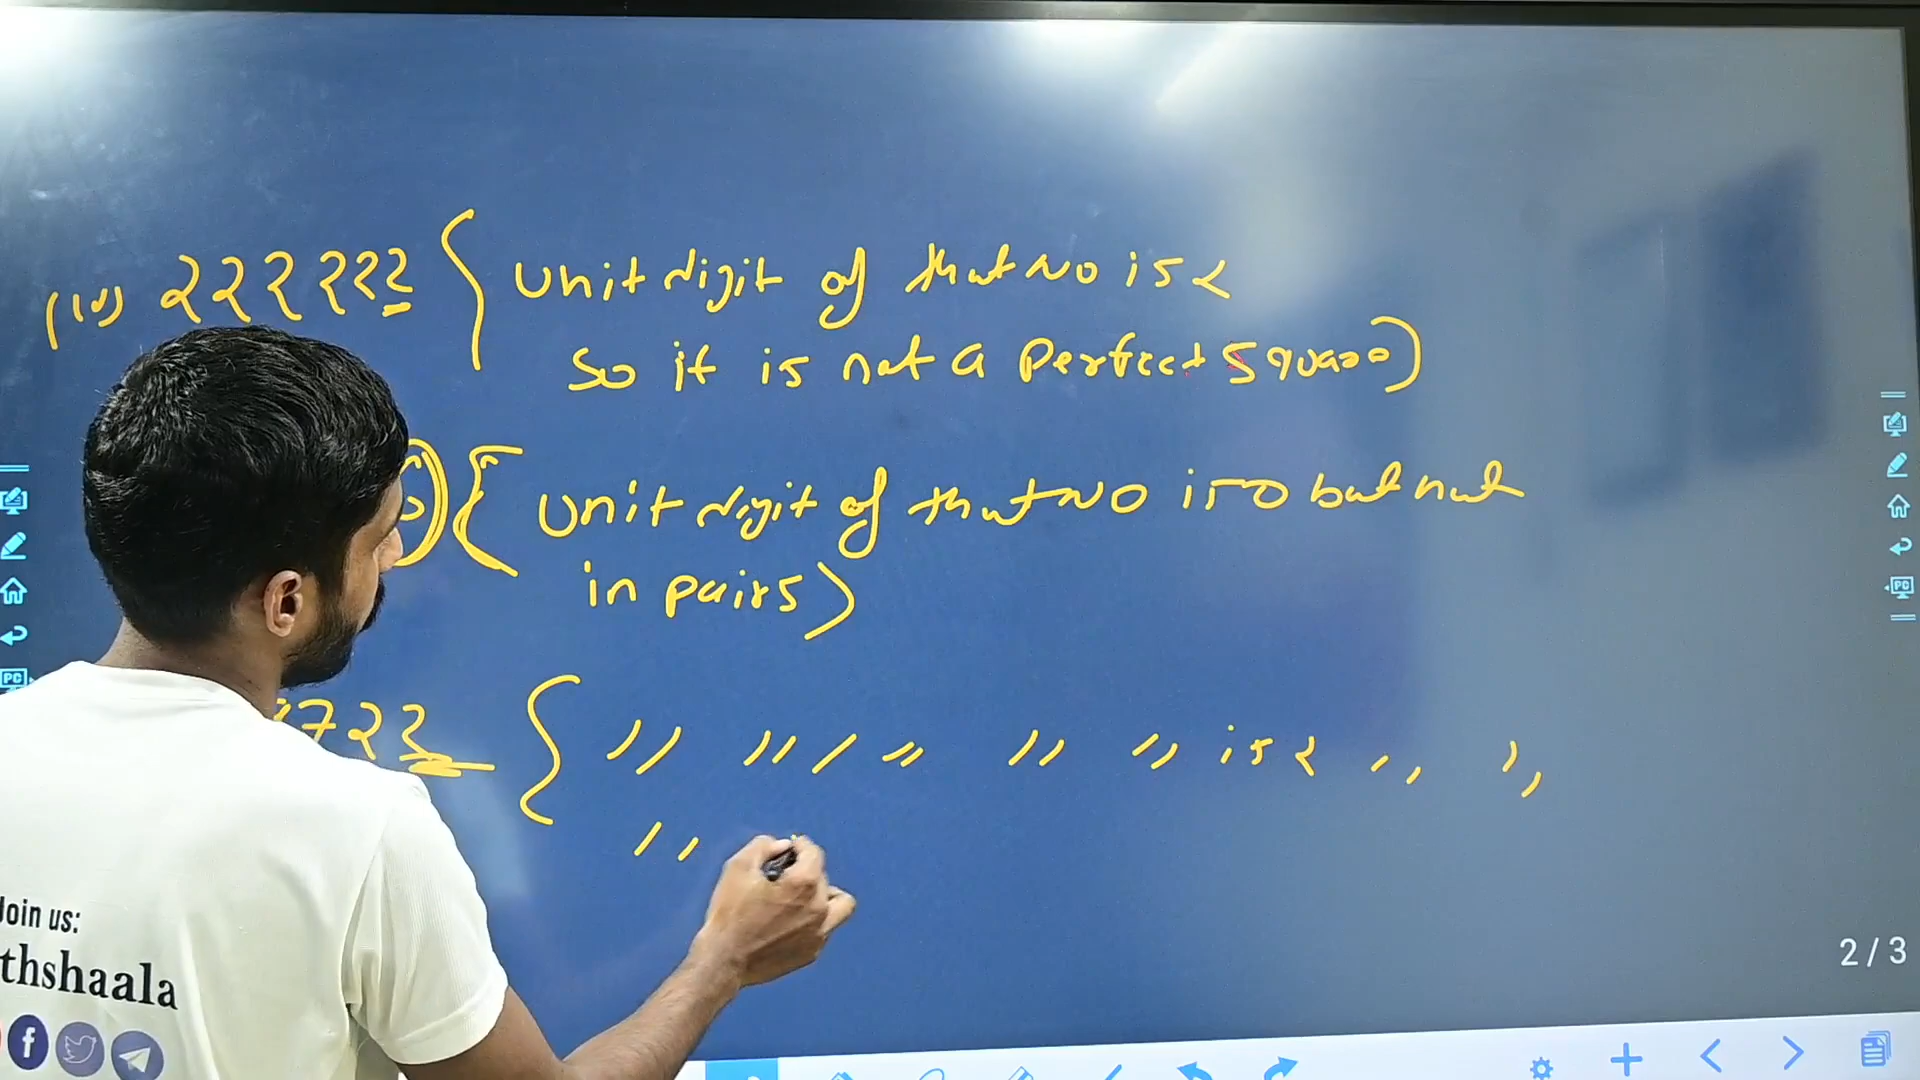 (iv) 222222 { unit digit of that No is 2
so it is not a perfect square)
{ unit digit of that No is 0 but not
in pairs)
722 { ,, ,, ,, ,, ,, is 2 ,, ,,
,,
2/3
Join us:
thshaala